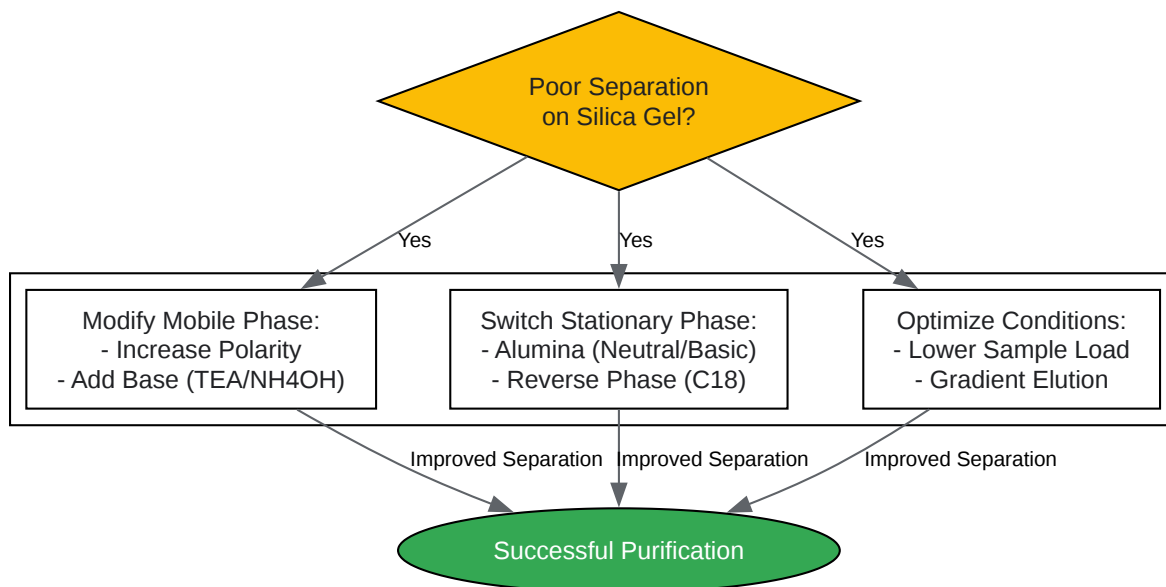 Poor Separation
on Silica Gel?
Yes
Yes
Yes
Modify Mobile Phase:
- Increase Polarity
- Add Base (TEA/NH4OH)
Switch Stationary Phase:
- Alumina (Neutral/Basic)
- Reverse Phase (C18)
Optimize Conditions:
- Lower Sample Load
- Gradient Elution
Improved Separation
Improved Separation
Improved Separation
Successful Purification